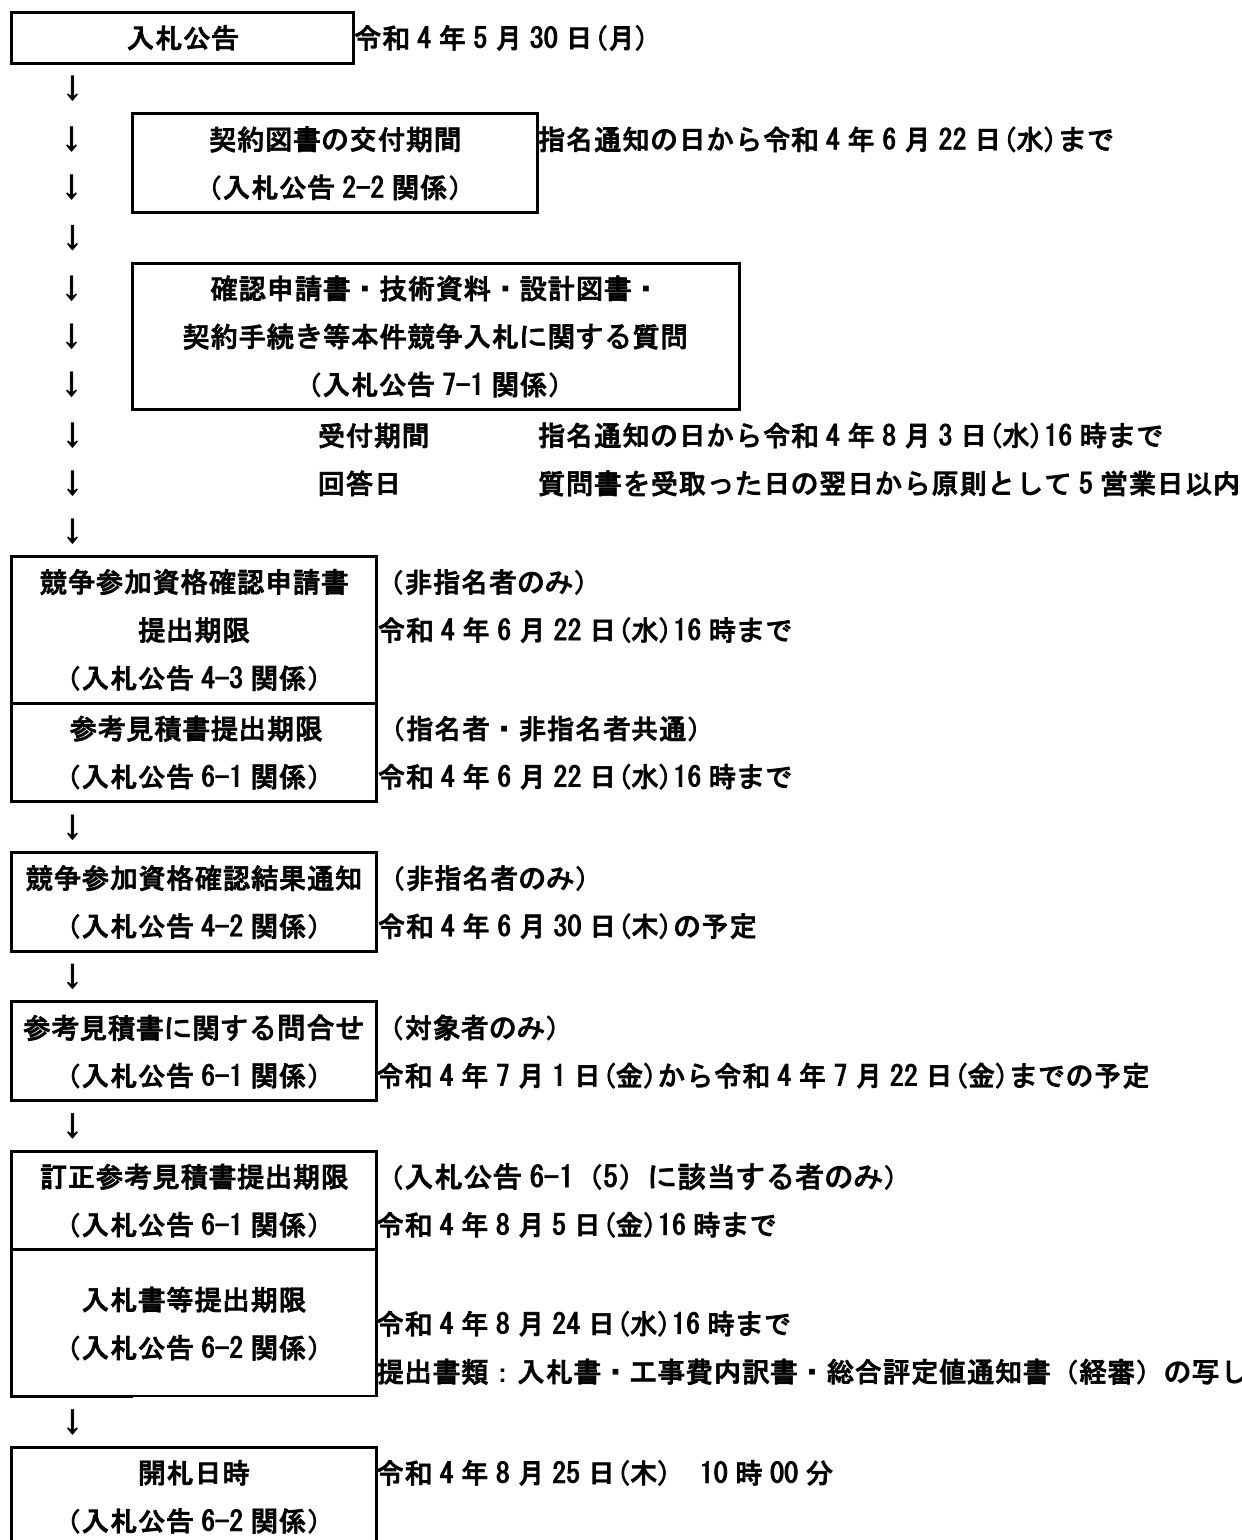 入札公告 令和4年5月30日(月)
↓
↓ 契約図書の交付期間 指名通知の日から令和4年6月22日(水)まで
↓ （入札公告2-2関係）
↓
↓ 確認申請書・技術資料・設計図書・
↓ 契約手続き等本件競争入札に関する質問
↓ （入札公告7-1関係）
↓ 受付期間 指名通知の日から令和4年8月3日(水)16時まで
↓ 回答日 質問書を受取った日の翌日から原則として5営業日以内
↓
競争参加資格確認申請書 （非指名者のみ）
提出期限 令和4年6月22日(水)16時まで
（入札公告4-3関係）
参考見積書提出期限 （指名者・非指名者共通）
（入札公告6-1関係） 令和4年6月22日(水)16時まで
↓
競争参加資格確認結果通知 （非指名者のみ）
（入札公告4-2関係） 令和4年6月30日(木)の予定
↓
参考見積書に関する問合せ （対象者のみ）
（入札公告6-1関係） 令和4年7月1日(金)から令和4年7月22日(金)までの予定
↓
訂正参考見積書提出期限 （入札公告6-1（5）に該当する者のみ）
（入札公告6-1関係） 令和4年8月5日(金)16時まで
入札書等提出期限
（入札公告6-2関係） 令和4年8月24日(水)16時まで
提出書類：入札書・工事費内訳書・総合評定値通知書（経審）の写し
↓
開札日時 令和4年8月25日(木) 10時00分
（入札公告6-2関係）